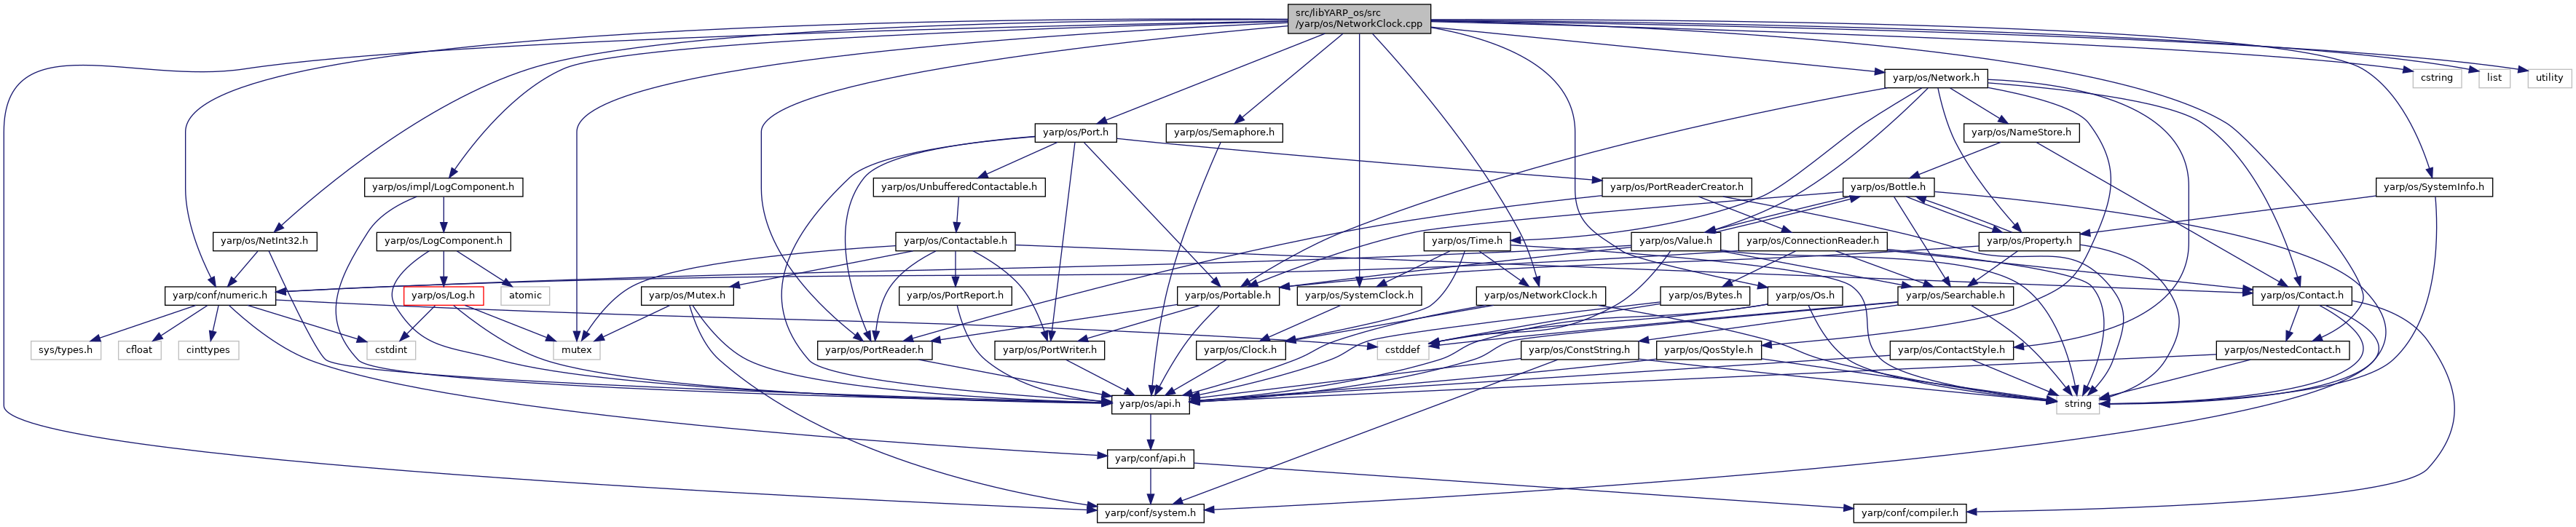 src/libYARP_os/src
/yarp/os/NetworkClock.cpp
yarp/os/Network.h
cstring
list
utility
yarp/os/Port.h
yarp/os/Semaphore.h
yarp/os/NameStore.h
yarp/os/impl/LogComponent.h
yarp/os/UnbufferedContactable.h
yarp/os/PortReaderCreator.h
yarp/os/Bottle.h
yarp/os/SystemInfo.h
yarp/os/NetInt32.h
yarp/os/LogComponent.h
yarp/os/Contactable.h
yarp/os/Time.h
yarp/os/Value.h
yarp/os/ConnectionReader.h
yarp/os/Property.h
yarp/conf/numeric.h
yarp/os/Log.h
atomic
yarp/os/Mutex.h
yarp/os/PortReport.h
yarp/os/Portable.h
yarp/os/SystemClock.h
yarp/os/NetworkClock.h
yarp/os/Bytes.h
yarp/os/Os.h
yarp/os/Searchable.h
yarp/os/Contact.h
sys/types.h
cfloat
cinttypes
cstdint
mutex
yarp/os/PortReader.h
yarp/os/PortWriter.h
yarp/os/Clock.h
cstddef
yarp/os/ConstString.h
yarp/os/QosStyle.h
yarp/os/ContactStyle.h
yarp/os/NestedContact.h
yarp/os/api.h
string
yarp/conf/api.h
yarp/conf/system.h
yarp/conf/compiler.h